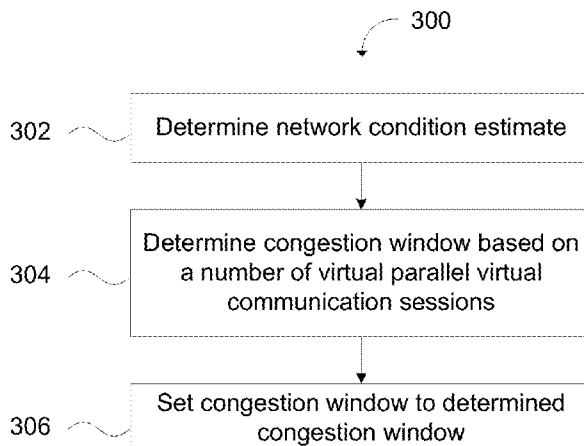 300
302
Determine network condition estimate
304
Determine congestion window based on
a number of virtual parallel virtual
communication sessions
306
Set congestion window to determined
congestion window